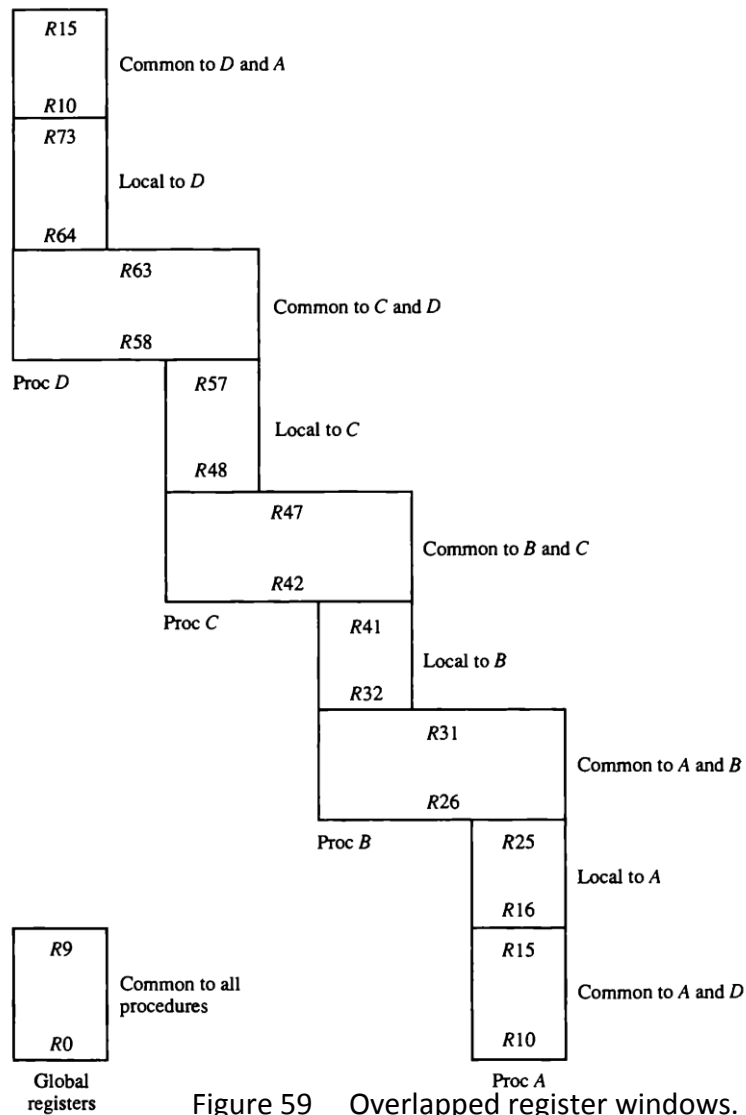 R15
Common to D and A
R10
R73
Local to D
R64
R63
Common to C and D
R58
Proc D
R57
Local to C
R48
R47
Common to B and C
R42
Proc C
R41
Local to B
R32
R31
Common to A and B
R26
Proc B
R25
Local to A
R16
R9
Common to all
procedures
R0
Global
registers
R15
Common to A and D
R10
Proc A
Figure 59 Overlapped register windows.